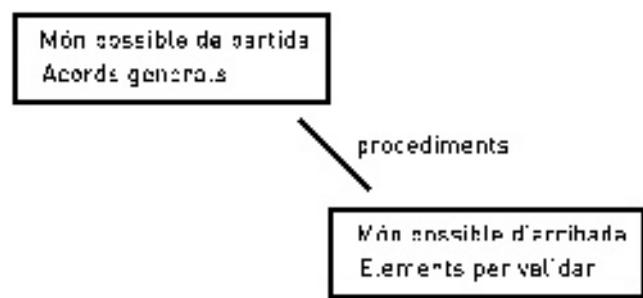 Món possible de partida
Acords generals
procediments
Món possible d'arribada
Elements per validar